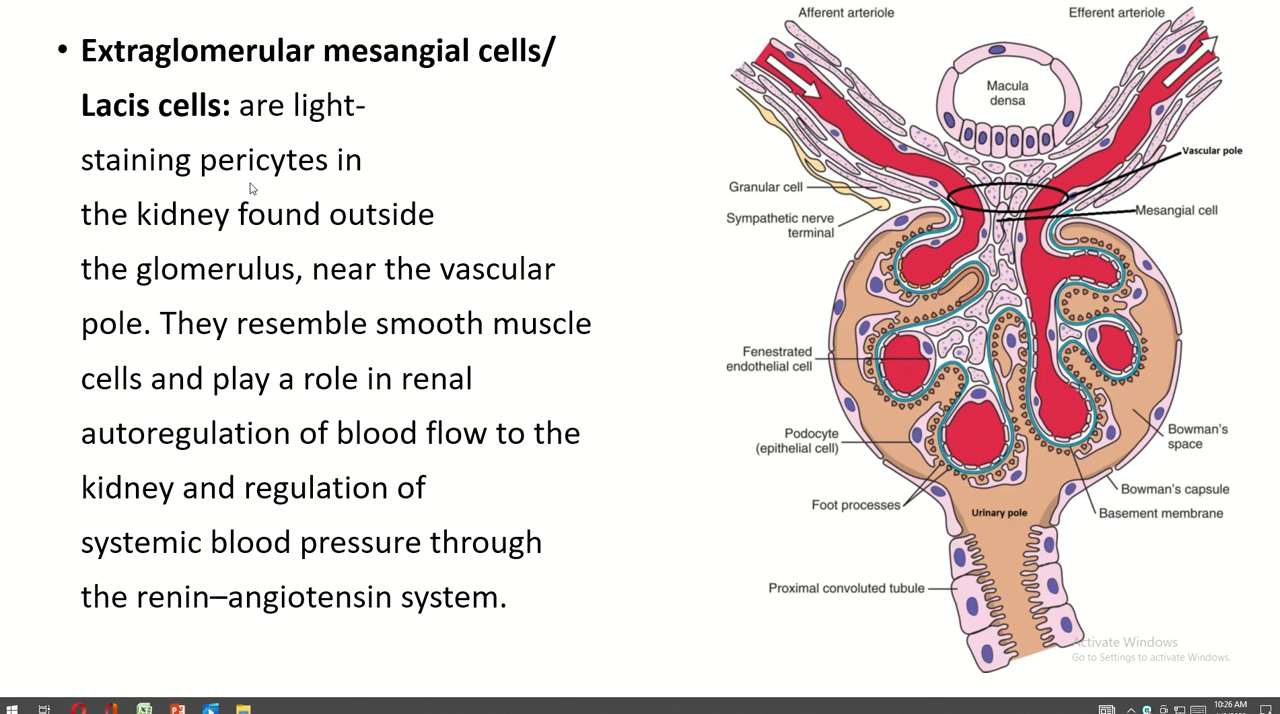 • Extraglomerular mesangial cells/
Lacis cells: are light-
staining pericytes in
the kidney found outside
the glomerulus, near the vascular
pole. They resemble smooth muscle
cells and play a role in renal
autoregulation of blood flow to the
kidney and regulation of
systemic blood pressure through
the renin–angiotensin system.
Afferent arteriole
Efferent arteriole
Macula
densa
Vascular pole
Granular cell
Mesangial cell
Sympathetic nerve
terminal
Fenestrated
endothelial cell
Podocyte
(epithelial cell)
Bowman's
space
Foot processes
Bowman's capsule
Urinary pole
Basement membrane
Proximal convoluted tubule
Activate Windows
Go to Settings to activate Windows.
10:26 AM